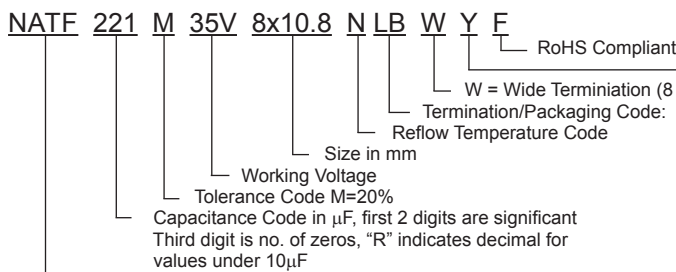 NATF 221 M 35V 8x10.8 N LB W Y F
RoHS Compliant
W = Wide Terminiation (8
Termination/Packaging Code:
Reflow Temperature Code
Size in mm
Working Voltage
Tolerance Code M=20%
Capacitance Code in μF, first 2 digits are significant
Third digit is no. of zeros, “R” indicates decimal for
values under 10μF